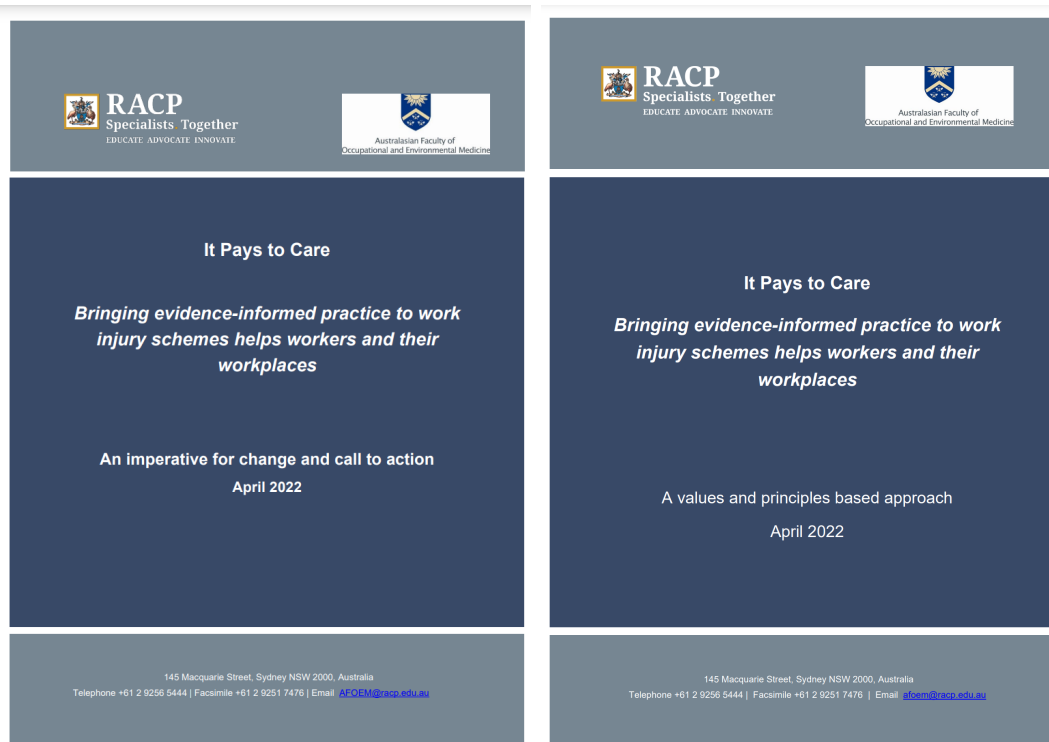 RACP
Specialists. Together
EDUCATE ADVOCATE INNOVATE
Australasian Faculty of
Occupational and Environmental Medicine
It Pays to Care
Bringing evidence-informed practice to work
injury schemes helps workers and their
workplaces
An imperative for change and call to action
April 2022
145 Macquarie Street, Sydney NSW 2000, Australia
Telephone +61 2 9256 5444 | Facsimile +61 2 9251 7476 | Email AFOEM@racp.edu.au
RACP
Specialists. Together
EDUCATE ADVOCATE INNOVATE
Australasian Faculty of
Occupational and Environmental Medicine
It Pays to Care
Bringing evidence-informed practice to work
injury schemes helps workers and their
workplaces
A values and principles based approach
April 2022
145 Macquarie Street, Sydney NSW 2000, Australia
Telephone +61 2 9256 5444 | Facsimile +61 2 9251 7476 | Email afoem@racp.edu.au